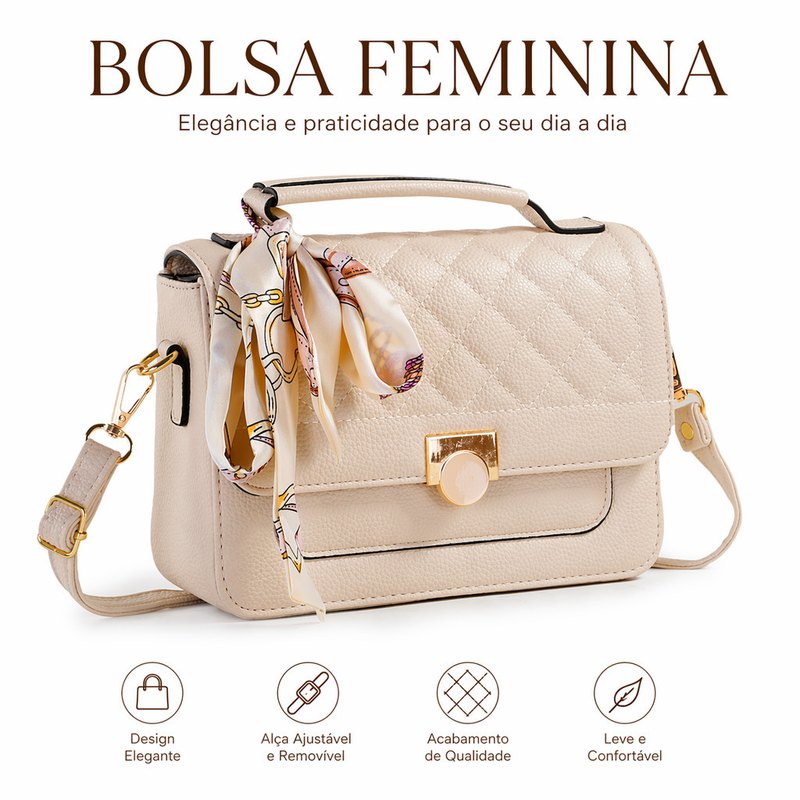 BOLSA FEMININA
Elegância e praticidade para o seu dia a dia
Design
Elegante
Alça Ajustável
e Removível
Acabamento
de Qualidade
Leve e
Confortável